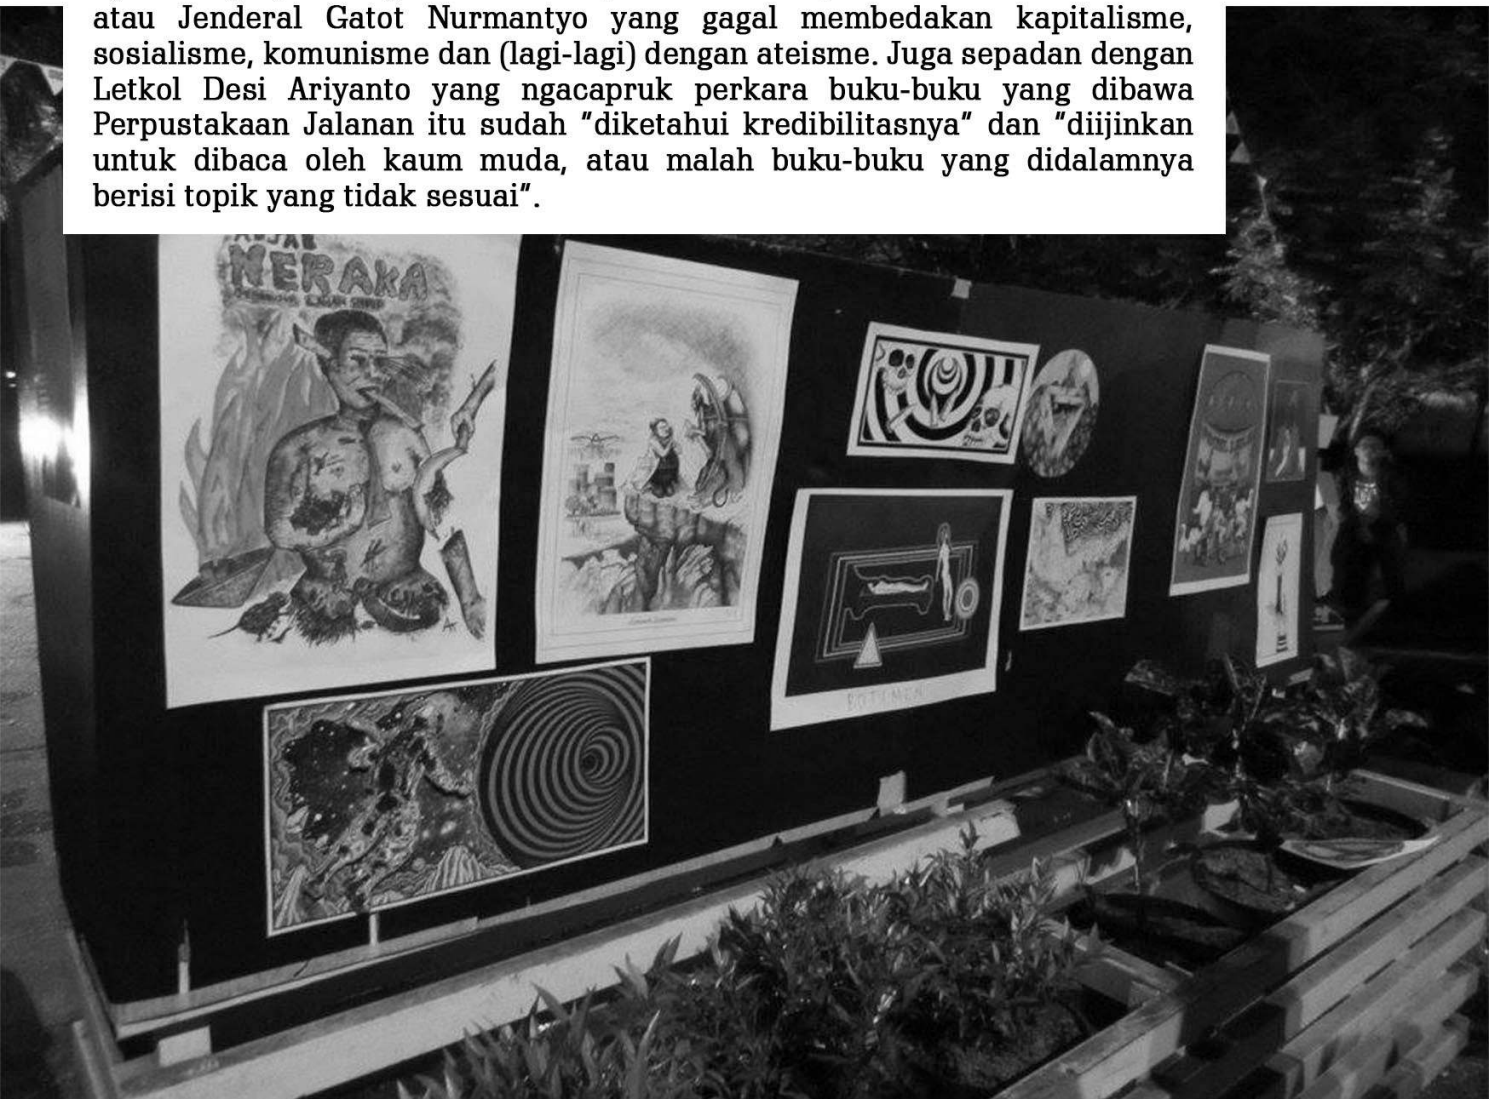 atau Jenderal Gatot Nurmantyo yang gagal membedakan kapitalisme,
sosialisme, komunisme dan (lagi-lagi) dengan ateisme. Juga sepadan dengan
Letkol Desi Ariyanto yang ngacapruk perkara buku-buku yang dibawa
Perpustakaan Jalanan itu sudah "diketahui kredibilitasnya" dan "diijinkan
untuk dibaca oleh kaum muda, atau malah buku-buku yang didalamnya
berisi topik yang tidak sesuai".
NERAKA